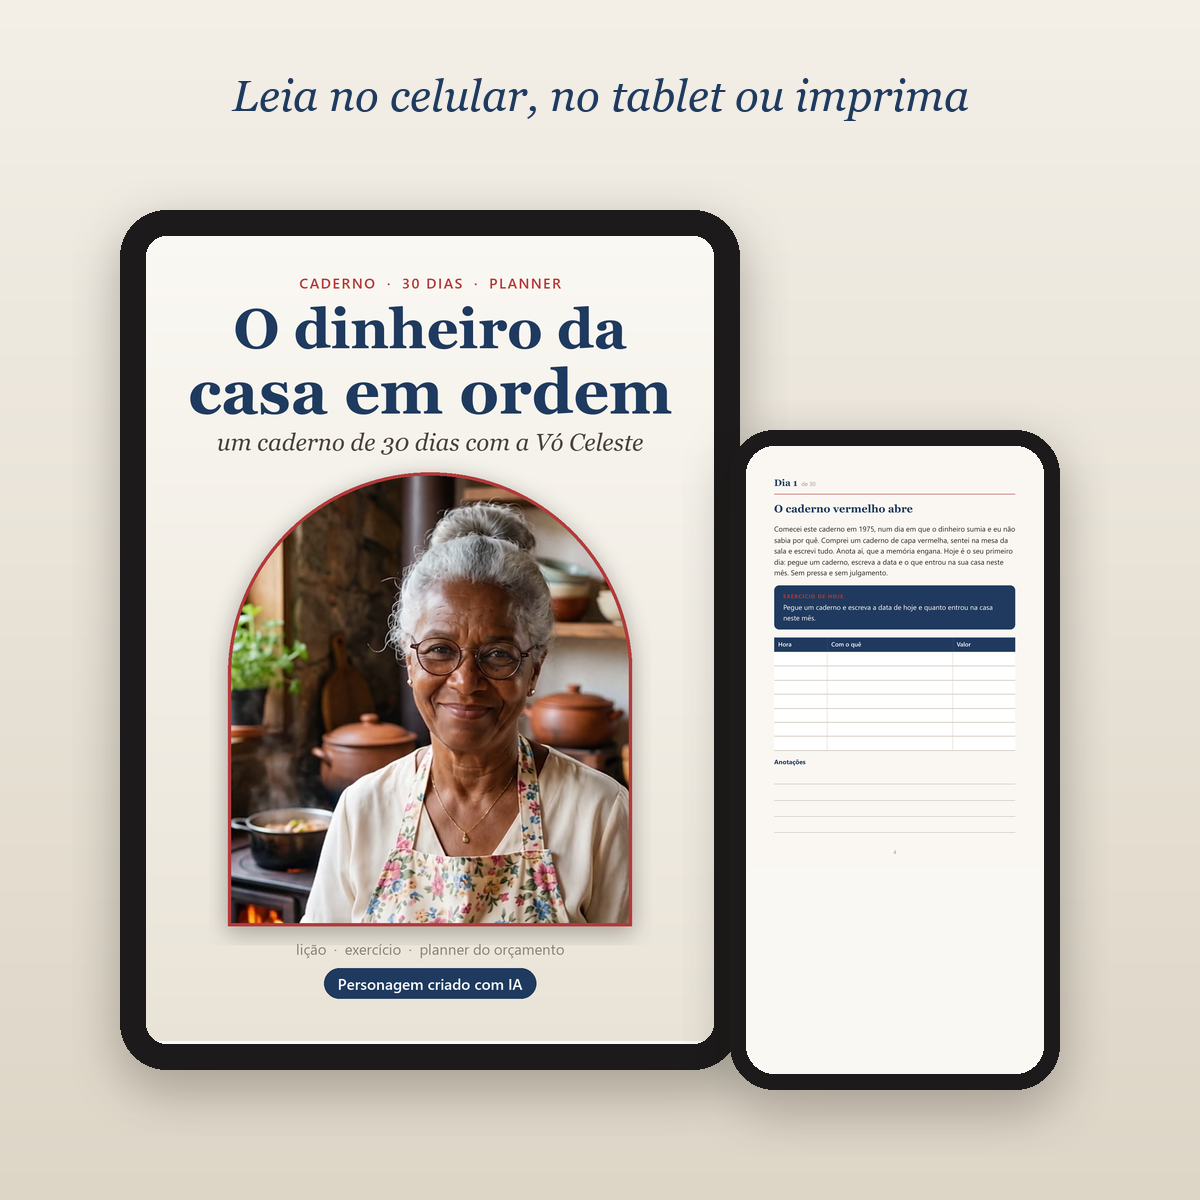 Leia no celular, no tablet ou imprima
CADERNO · 30 DIAS · PLANNER
O dinheiro da
casa em ordem
um caderno de 30 dias com a Vó Celeste
lição · exercício · planner do orçamento
Personagem criado com IA
Dia 1 de 30
O caderno vermelho abre
Comecei este caderno em 1975, num dia em que o dinheiro sumia e eu não
sabia por quê. Comprei um caderno de capa vermelha, sentei na mesa da
sala e escrevi tudo. Anota aí, que a memória engana. Hoje é o seu primeiro
dia: pegue um caderno, escreva a data e o que entrou na sua casa neste
mês. Sem pressa e sem julgamento.
EXERCÍCIO DE HOJE
Pegue um caderno e escreva a data de hoje e quanto entrou na casa
neste mês.
Hora Com o quê Valor
Anotações
4